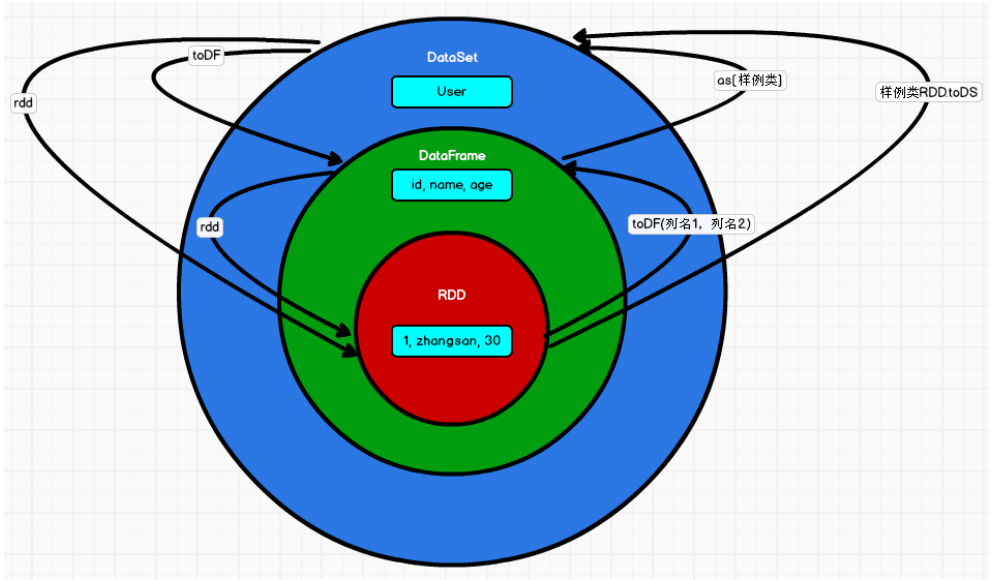 toDF
DataSet
as[样例类]
User
rdd
样例类RDD.toDS
DataFrame
id, name, age
rdd
toDF(列名1，列名2)
RDD
1, zhangsan, 30